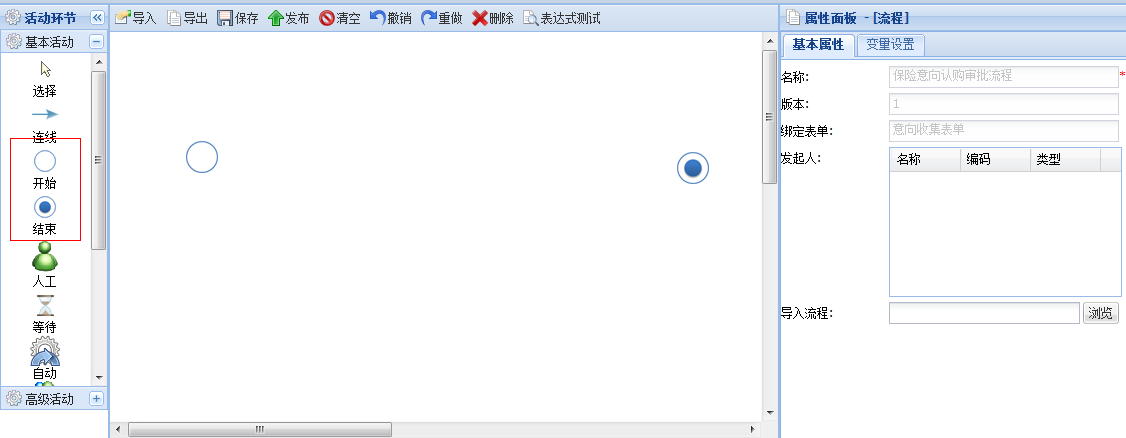 活动环节
基本活动
选择
连线
开始
结束
人工
等待
自动
高级活动
导入 导出 保存 发布 清空 撤销 重做 删除 表达式测试
属性面板 - [流程]
基本属性 变量设置
名称: 保险意向认购审批流程 *
版本: 1
绑定表单: 意向收集表单
发起人: 名称 编码 类型
导入流程: 浏览